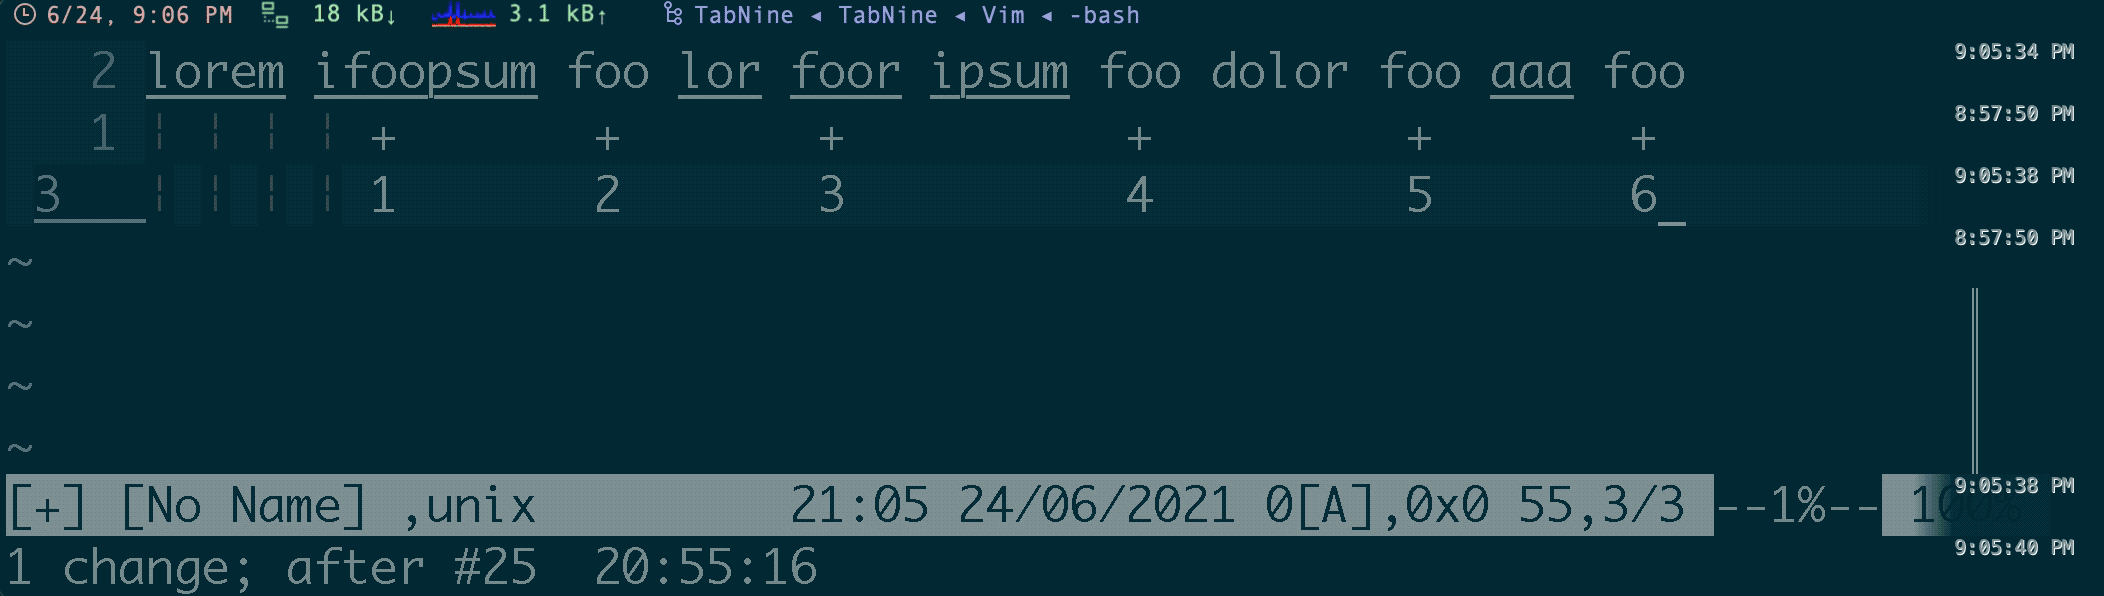 6/24, 9:06 PM 18 kB↓ 3.1 kB↑ TabNine ◂ TabNine ◂ Vim ◂ -bash
2 lorem ifoopsum foo lor foor ipsum foo dolor foo aaa foo 9:05:34 PM
8:57:50 PM
1 ¦ ¦ ¦ ¦ + + + + + +
3 ¦ ¦ ¦ ¦ 1 2 3 4 5 6_ 9:05:38 PM
8:57:50 PM
~
~
~
~
[+] [No Name] ,unix 21:05 24/06/2021 0[A],0x0 55,3/3 --1%-- 100% 9:05:38 PM
1 change; after #25 20:55:16 9:05:40 PM